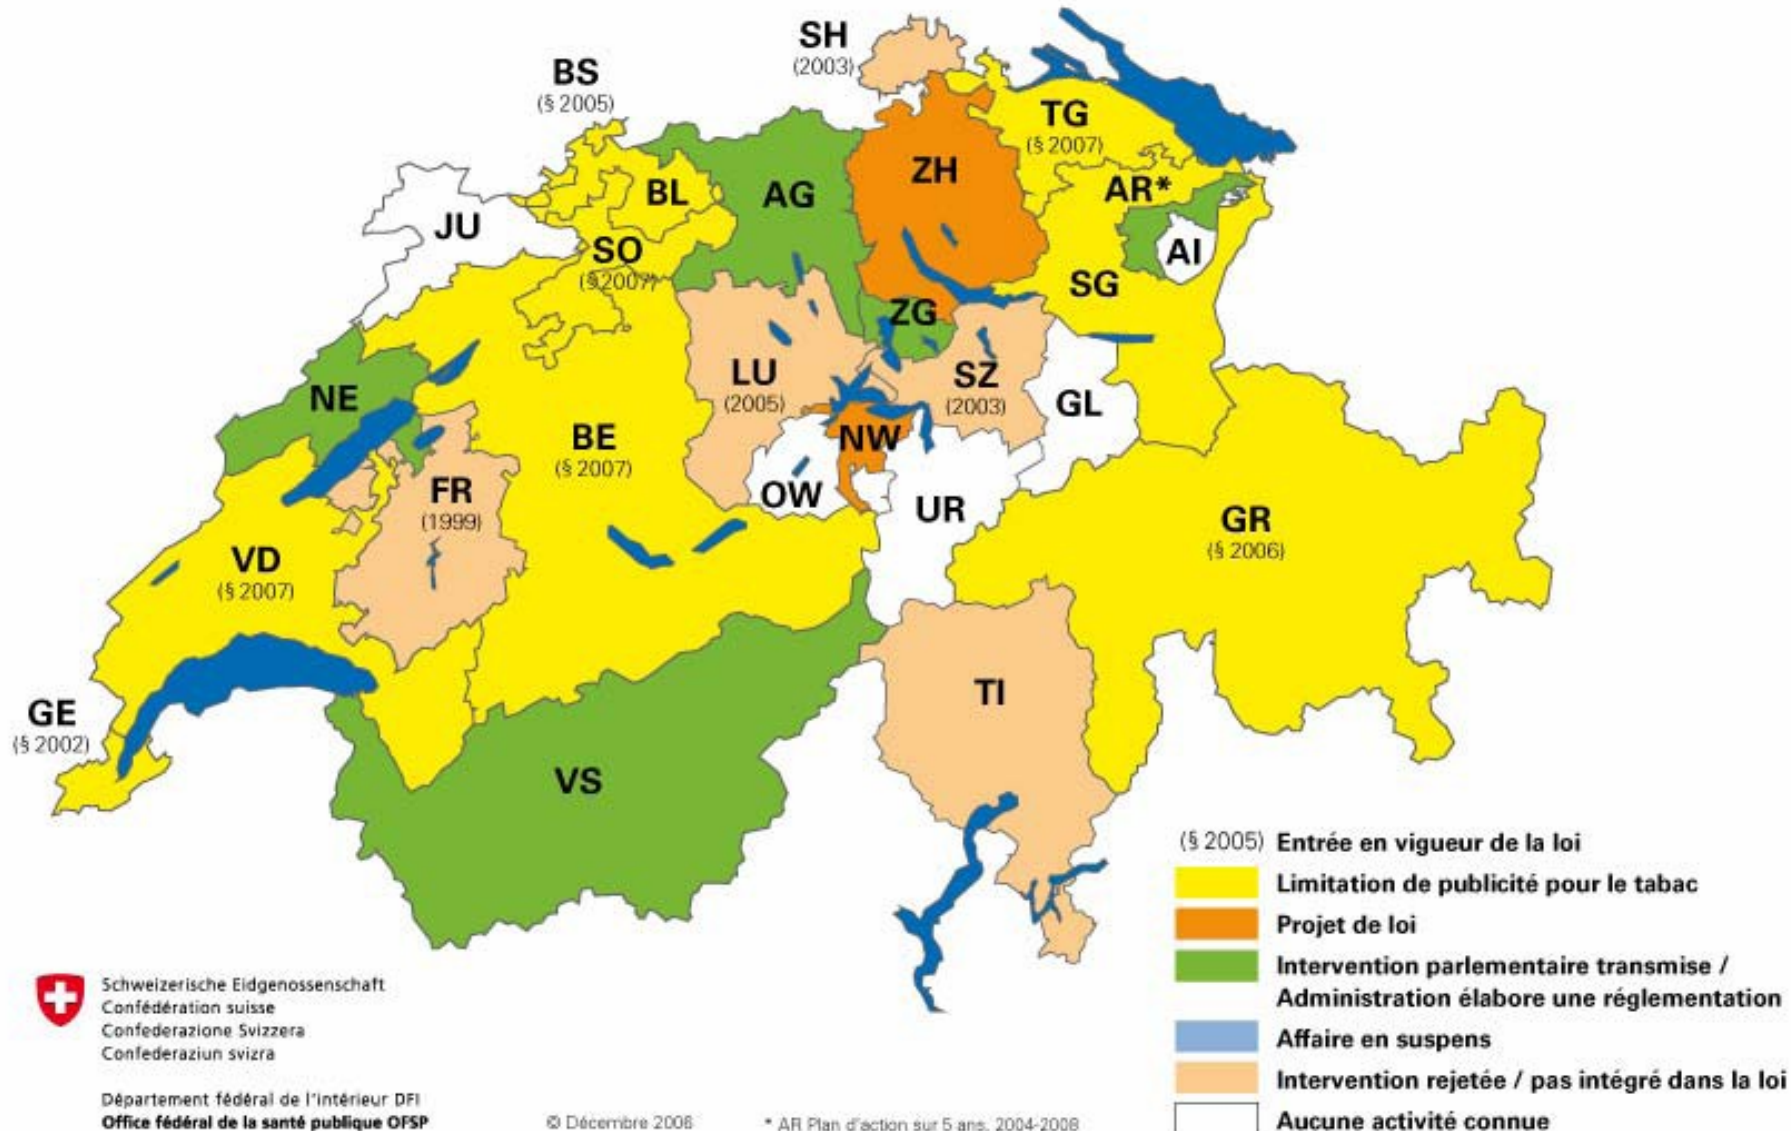 SH
(2003)
BS
(§ 2005)
TG
(§ 2007)
ZH
AR*
BL
AG
JU
AI
SO
(§2007)
SG
ZG
LU
(2005)
SZ
(2003)
NE
GL
BE
(§ 2007)
NW
FR
(1999)
OW
UR
GR
(§ 2006)
VD
(§ 2007)
TI
GE
(§ 2002)
VS
(§ 2005) Entrée en vigueur de la loi
Limitation de publicité pour le tabac
Projet de loi
Intervention parlementaire transmise /
Administration élabore une réglementation
Affaire en suspens
Intervention rejetée / pas intégré dans la loi
Aucune activité connue
Schweizerische Eidgenossenschaft
Confédération suisse
Confederazione Svizzera
Confederaziun svizra
Département fédéral de l'intérieur DFI
Office fédéral de la santé publique OFSP
© Décembre 2006
* AR Plan d'action sur 5 ans, 2004-2008